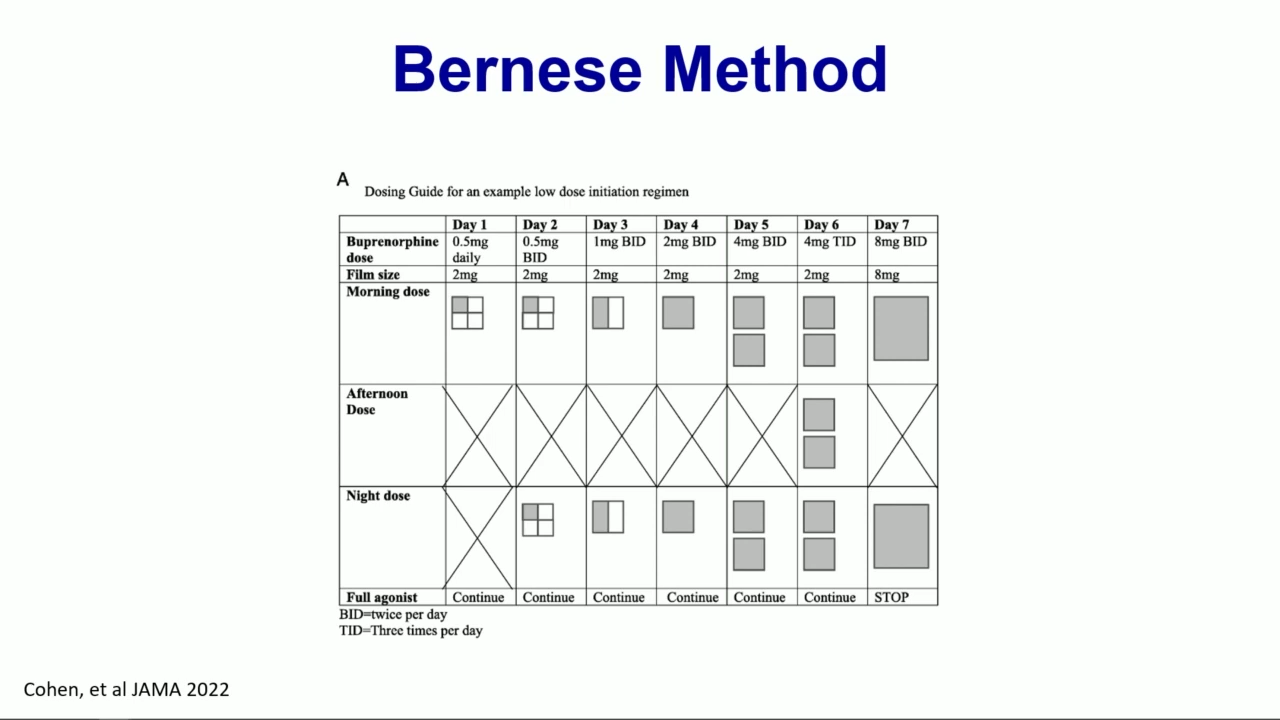 Bernese Method
A
Dosing Guide for an example low dose initiation regimen
Day 1 Day 2 Day 3 Day 4 Day 5 Day 6 Day 7
Buprenorphine dose 0.5mg daily 0.5mg BID 1mg BID 2mg BID 4mg BID 4mg TID 8mg BID
Film size 2mg 2mg 2mg 2mg 2mg 2mg 8mg
Morning dose
Afternoon
Dose
Night dose
Full agonist Continue Continue Continue Continue Continue Continue STOP
BID=twice per day
TID=Three times per day
Cohen, et al JAMA 2022